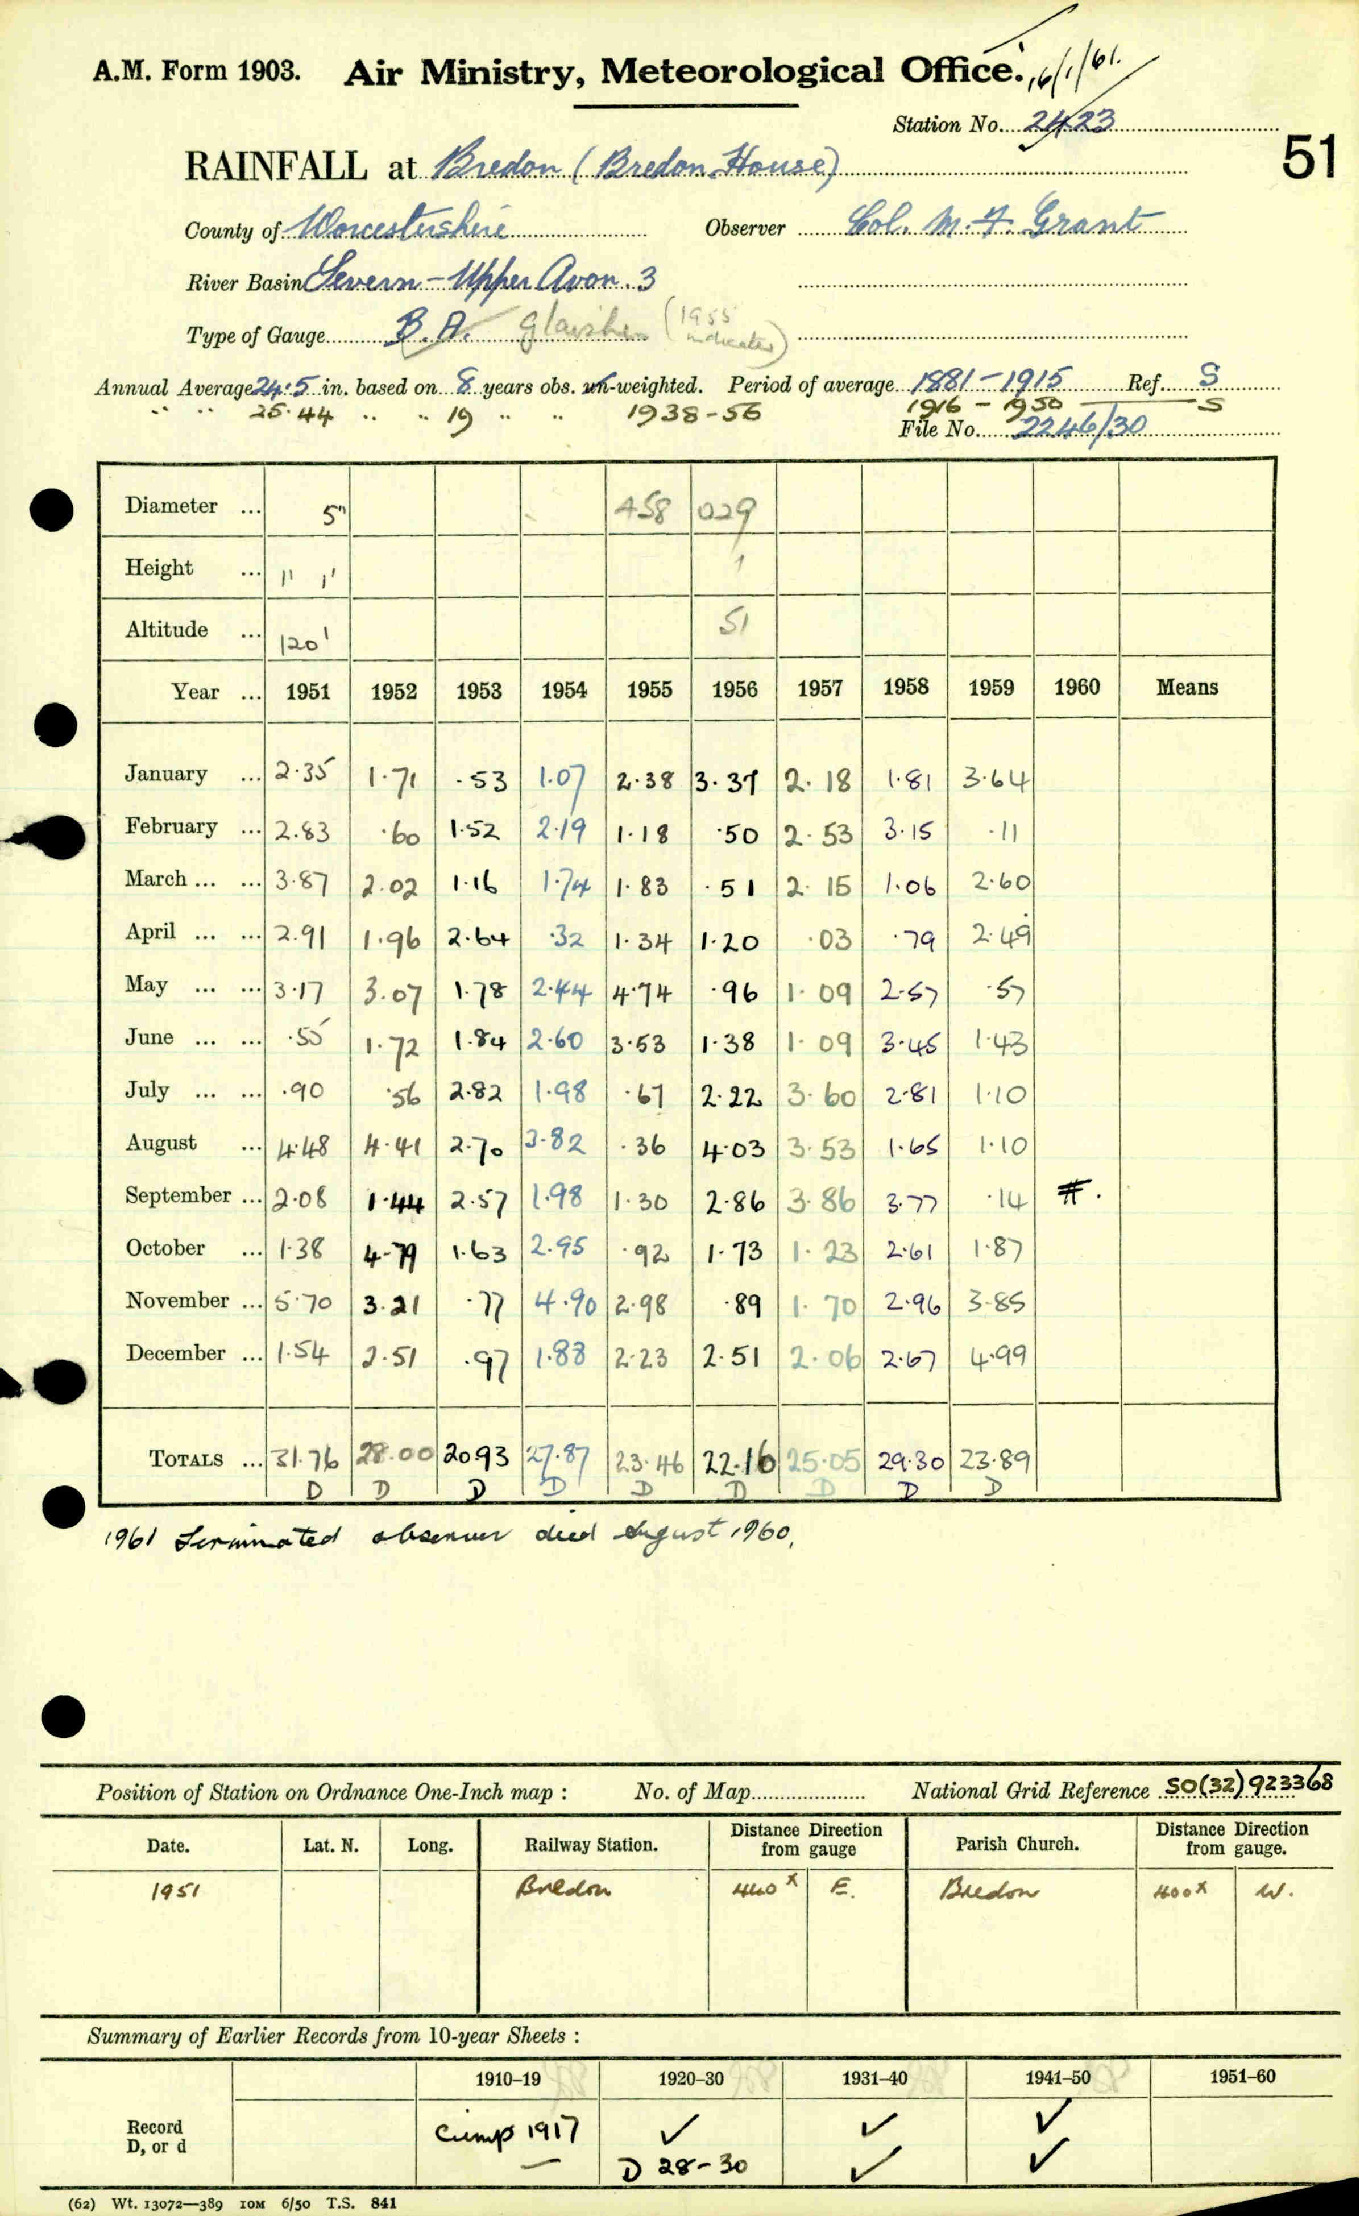 A.M. Form 1903. Air Ministry, Meteorological Office. 16/1/61.
Station No. 2423
51
RAINFALL at Bredon (Bredon House)
County of Worcestershire Observer Col. M. F. Grant
River Basin Severn - Upper Avon. 3
Type of Gauge B.A. Glaisher (1955 indicates)
Annual Average 24.5 in. based on 8 years obs. un-weighted. Period of average 1881-1915 Ref. S
" " 25.44 " " 19 " " 1938-56 1916 - 1950 S
File No. 2246/30
Diameter ... 5" 458 029
Height ... 1' 1' 1
Altitude ... 120' 51
Year ... 1951 1952 1953 1954 1955 1956 1957 1958 1959 1960 Means
January ... 2.35 1.71 .53 1.07 2.38 3.37 2.18 1.81 3.64
February ... 2.83 .60 1.52 2.19 1.18 .50 2.53 3.15 .11
March ... ... 3.87 2.02 1.16 1.74 1.83 .51 2.15 1.06 2.60
April ... ... 2.91 1.96 2.64 .32 1.34 1.20 .03 .79 2.49
May ... ... 3.17 3.07 1.78 2.44 4.74 .96 1.09 2.57 .57
June ... ... .55 1.72 1.84 2.60 3.53 1.38 1.09 3.45 1.43
July ... ... .90 .56 2.82 1.98 .67 2.22 3.60 2.81 1.10
August ... 4.48 4.41 2.70 3.82 .36 4.03 3.53 1.65 1.10
September ... 2.08 1.44 2.57 1.98 1.30 2.86 3.86 3.77 .14 #.
October ... 1.38 4.79 1.63 2.95 .92 1.73 1.23 2.61 1.87
November ... 5.70 3.21 .77 4.90 2.98 .89 1.70 2.96 3.85
December ... 1.54 2.51 .97 1.88 2.23 2.51 2.06 2.67 4.99
TOTALS ... 31.76 28.00 20.93 27.87 23.46 22.16 25.05 29.30 23.89
D D D D D D D D D
1961 Terminated observer died August 1960.
Position of Station on Ordnance One-Inch map : No. of Map National Grid Reference SO(32)923368
Date. Lat. N. Long. Railway Station. Distance from gauge Direction Parish Church. Distance from gauge. Direction
1951 Bredon 440x E. Bredon 400x W.
Summary of Earlier Records from 10-year Sheets :
1910-19 1920-30 1931-40 1941-50 1951-60
Record Cump 1917 ✓ ✓ ✓
D, or d — D 28-30 ✓ ✓
(62) Wt. 13072—389 10M 6/50 T.S. 841